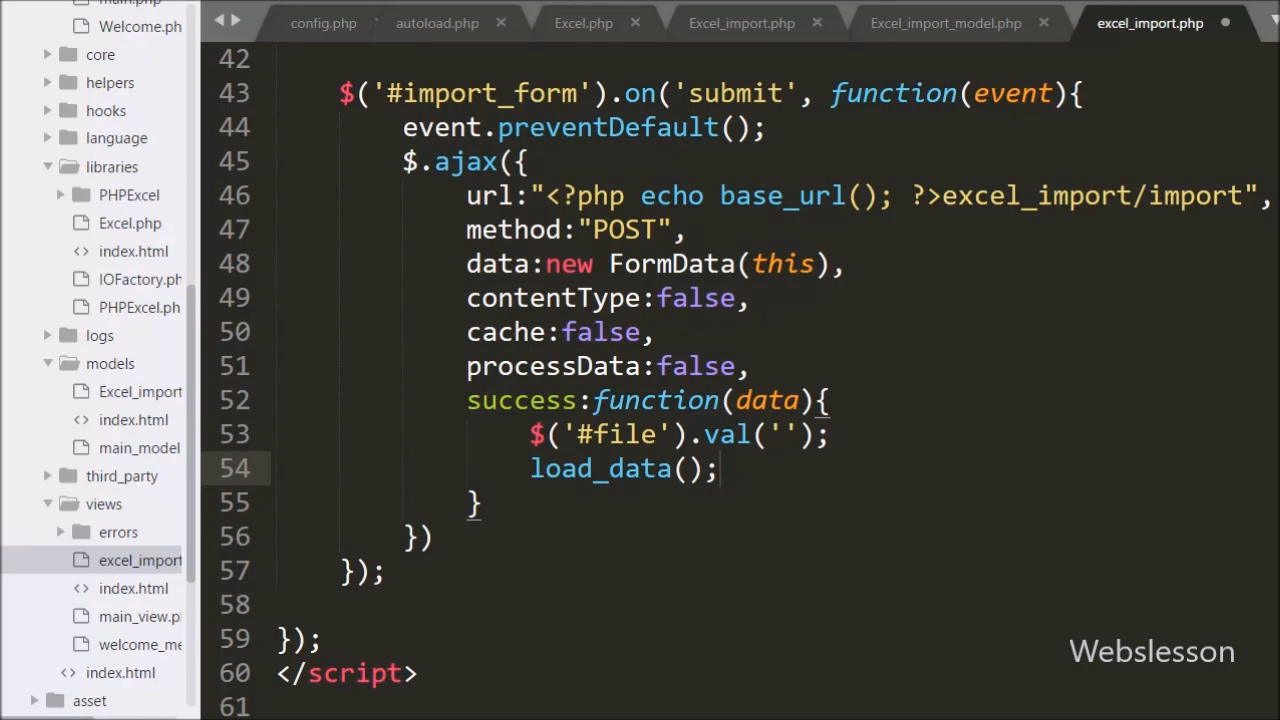 config.php
autoload.php
Excel.php
Excel_import.php
Excel_import_model.php
excel_import.php
main.php
Welcome.ph
core
helpers
hooks
language
libraries
PHPExcel
Excel.php
index.html
IOFactory.ph
PHPExcel.ph
logs
models
Excel_import
index.html
main_model
third_party
views
errors
excel_import
index.html
main_view.p
welcome_me
index.html
asset
42
43 $('#import_form').on('submit', function(event){
44 event.preventDefault();
45 $.ajax({
46 url:"<?php echo base_url(); ?>excel_import/import",
47 method:"POST",
48 data:new FormData(this),
49 contentType:false,
50 cache:false,
51 processData:false,
52 success:function(data){
53 $('#file').val('');
54 load_data();
55 }
56 })
57 });
58
59 });
60 </script>
61
Webslesson